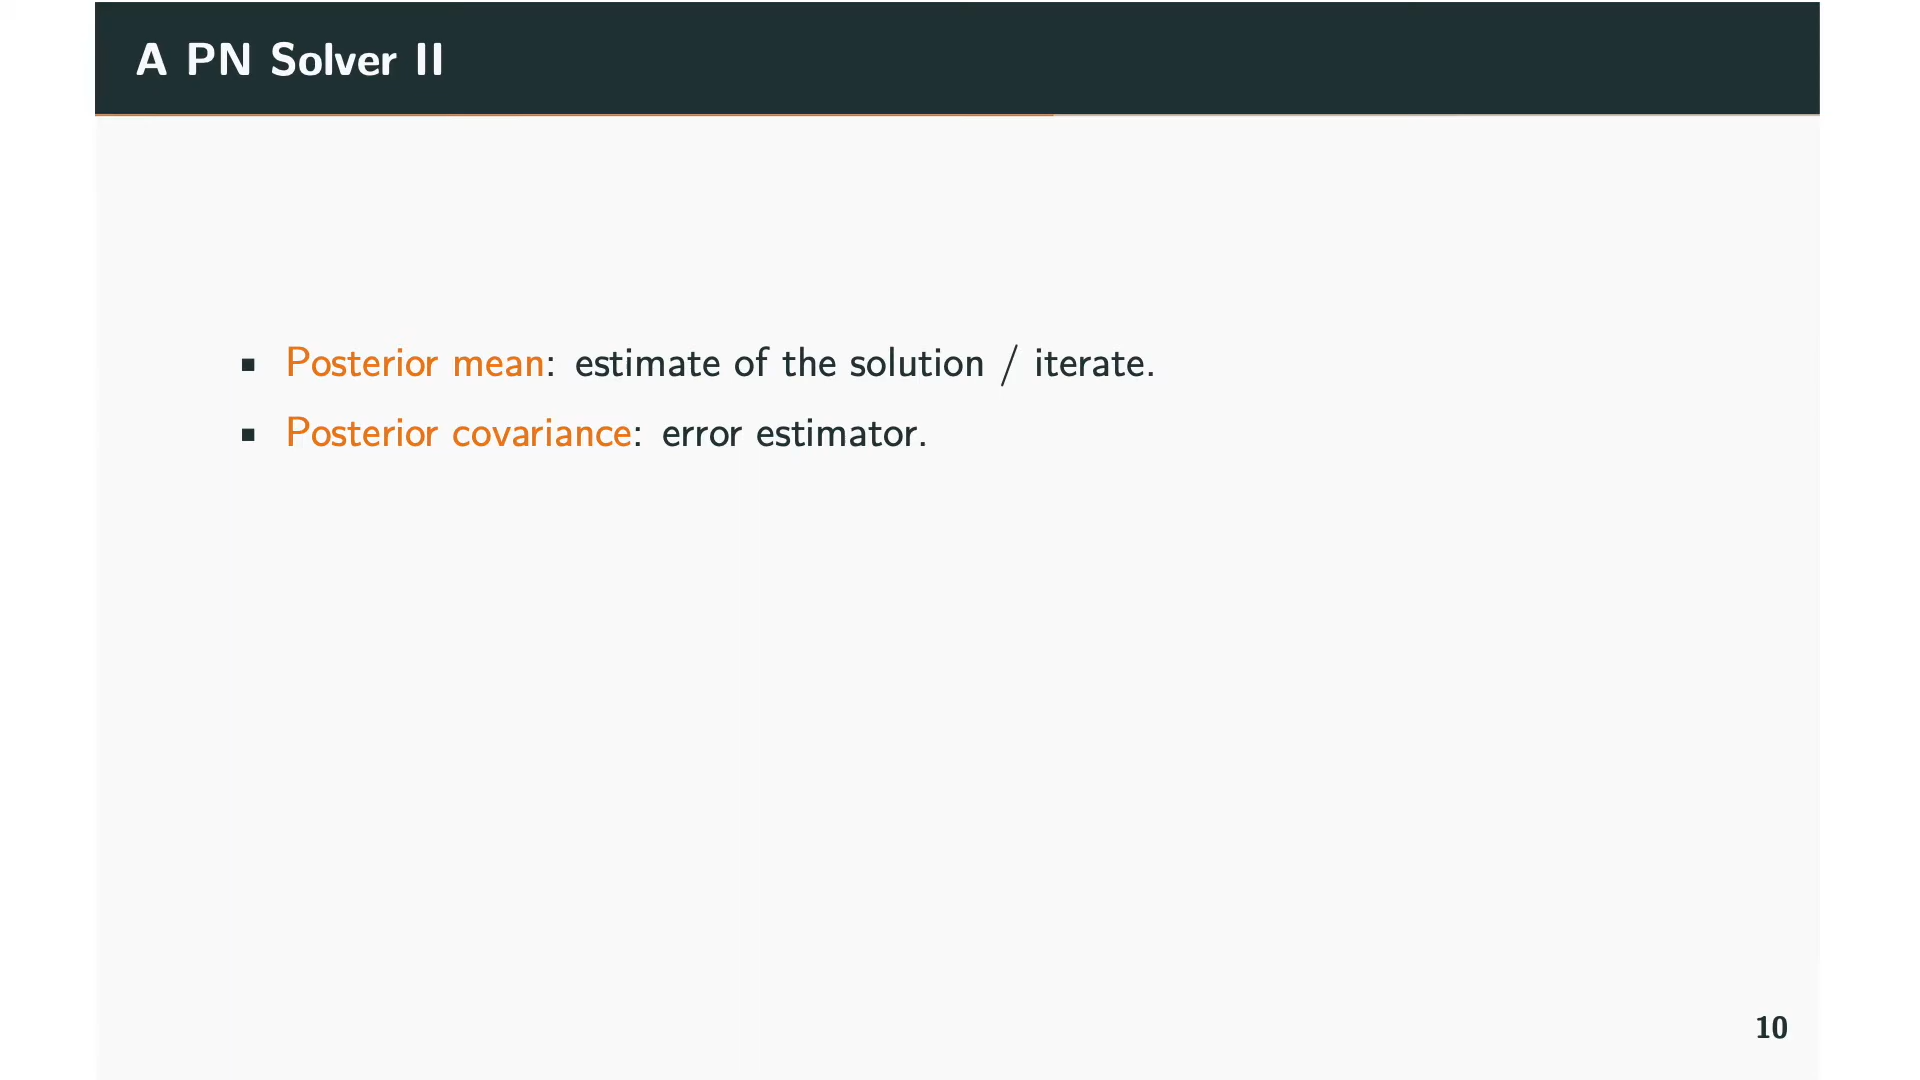 A PN Solver II
▪ Posterior mean: estimate of the solution / iterate.
▪ Posterior covariance: error estimator.
10